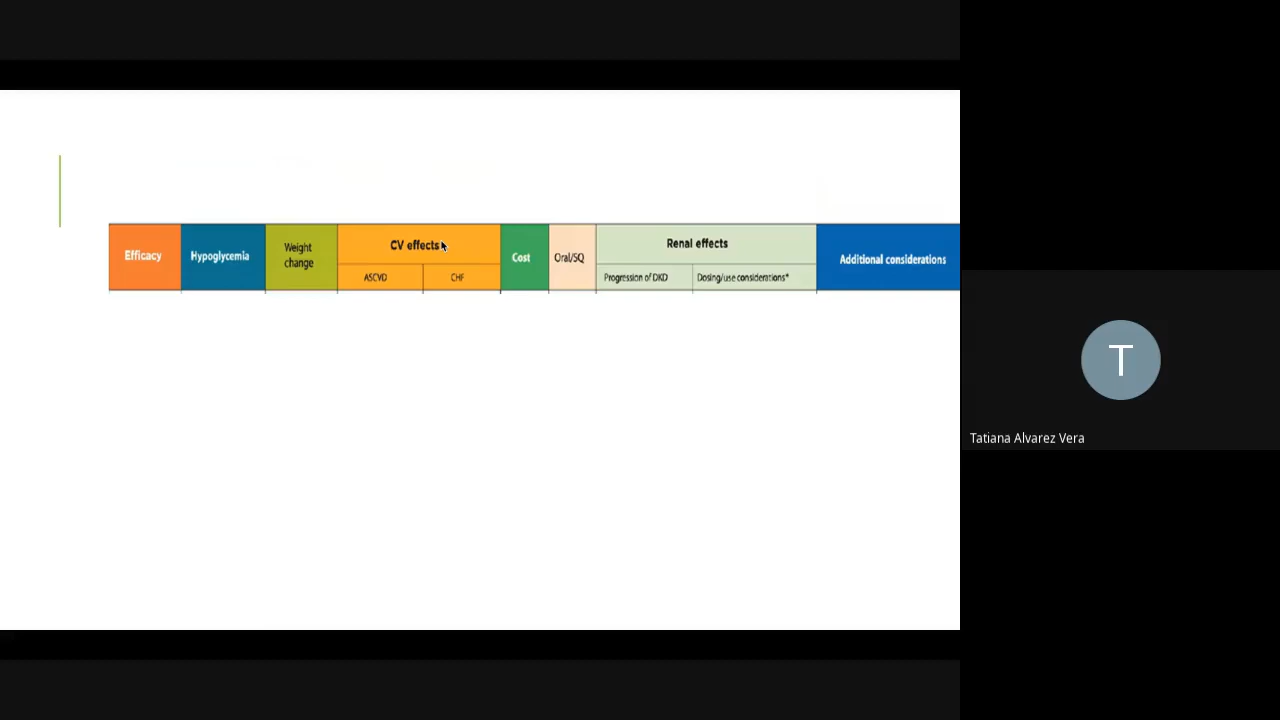 Efficacy
Hypoglycemia
Weight change
CV effects
ASCVD
CHF
Cost
Oral/SQ
Renal effects
Progression of DKD
Dosing/use considerations*
Additional considerations
T
Tatiana Alvarez Vera